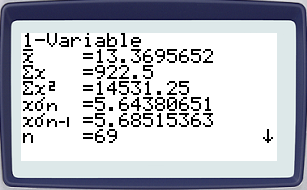 1-Variable
x̄ =13.3695652
Σx =922.5
Σx² =14531.25
xσn =5.64380651
xσn-1 =5.68515363
n =69 ↓